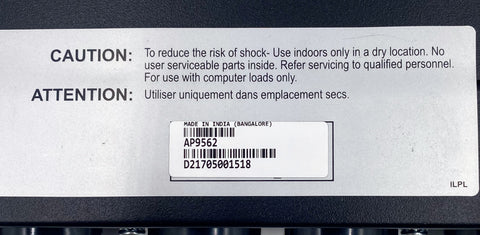 CAUTION: To reduce the risk of shock- Use indoors only in a dry location. No
user serviceable parts inside. Refer servicing to qualified personnel.
For use with computer loads only.
ATTENTION: Utiliser uniquement dans emplacement secs.
MADE IN INDIA (BANGALORE)
AP9562
D21705001518
ILPL